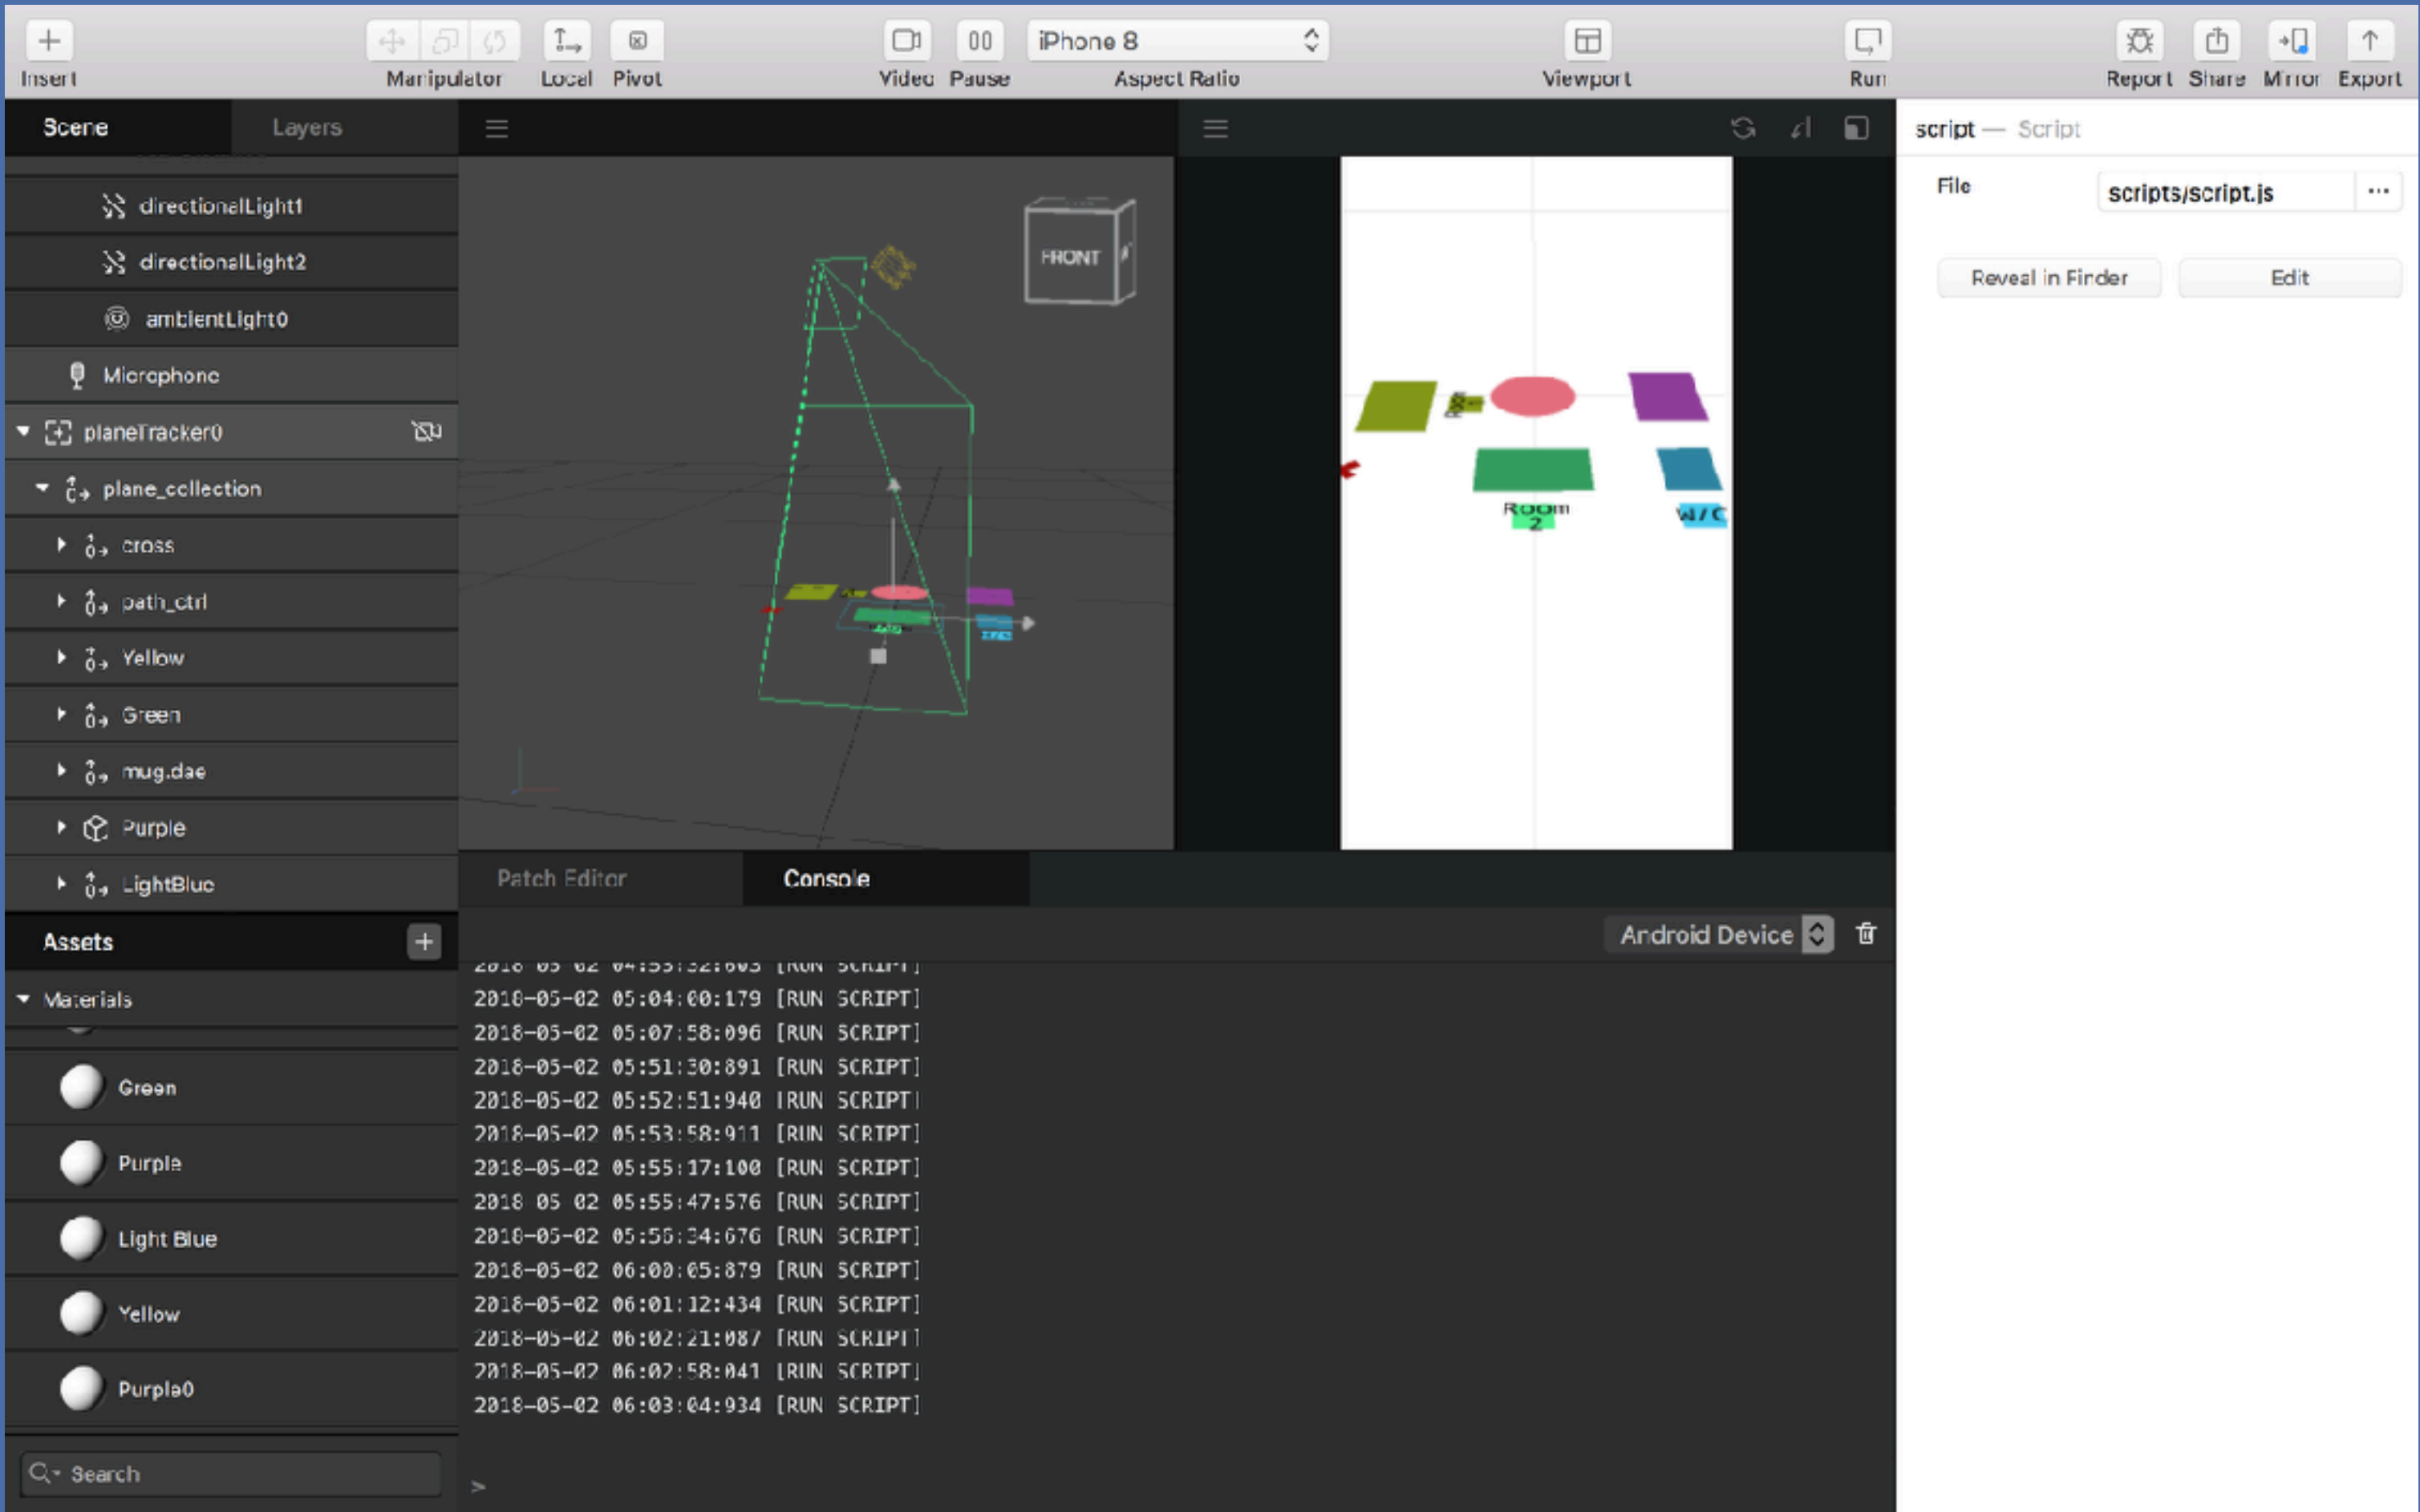 Insert
Manipulator
Local
Pivot
Video
Pause
iPhone 8
Aspect Ratio
Viewport
Run
Report
Share
Mirror
Export
Scene
Layers
directionalLight1
directionalLight2
ambientLight0
Microphone
planeTracker0
plane_collection
cross
path_ctrl
Yellow
Green
mug.dae
Purple
LightBlue
Assets
Materials
Green
Purple
Light Blue
Yellow
Purple0
Search
FRONT
Room
2
W/C
Patch Editor
Console
Android Device
2018-05-02 04:53:32:603 [RUN SCRIPT]
2018-05-02 05:04:00:179 [RUN SCRIPT]
2018-05-02 05:07:58:096 [RUN SCRIPT]
2018-05-02 05:51:30:891 [RUN SCRIPT]
2018-05-02 05:52:51:940 [RUN SCRIPT]
2018-05-02 05:53:58:911 [RUN SCRIPT]
2018-05-02 05:55:17:100 [RUN SCRIPT]
2018-05-02 05:55:47:576 [RUN SCRIPT]
2018-05-02 05:56:34:676 [RUN SCRIPT]
2018-05-02 06:00:05:879 [RUN SCRIPT]
2018-05-02 06:01:12:434 [RUN SCRIPT]
2018-05-02 06:02:21:087 [RUN SCRIPT]
2018-05-02 06:02:58:041 [RUN SCRIPT]
2018-05-02 06:03:04:934 [RUN SCRIPT]
>
script — Script
File
scripts/script.js
...
Reveal in Finder
Edit